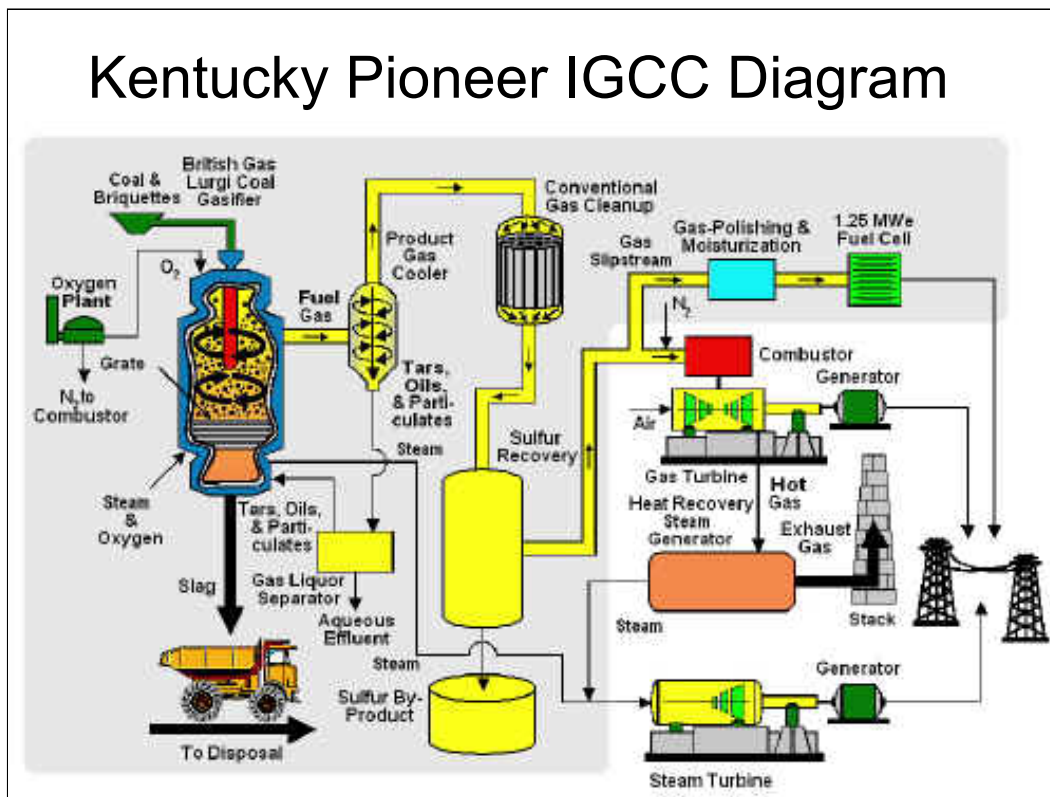 Kentucky Pioneer IGCC Diagram
Coal &
Briquettes
British Gas
Lurgi Coal
Gasifier
O2
Oxygen
Plant
Grate
N2 to
Combustor
Steam
&
Oxygen
Slag
To Disposal
Fuel
Gas
Product
Gas
Cooler
Tars,
Oils,
& Parti-
culates
Steam
Tars, Oils,
& Parti-
culates
Gas Liquor
Separator
Aqueous
Effluent
Steam
Sulfur By-
Product
Sulfur
Recovery
Conventional
Gas Cleanup
Gas
Slipstream
Gas-Polishing &
Moisturization
1.25 MWe
Fuel Cell
N2
Combustor
Generator
Air
Gas Turbine
Hot
Gas
Heat Recovery
Steam
Generator
Exhaust
Gas
Steam
Stack
Generator
Steam Turbine